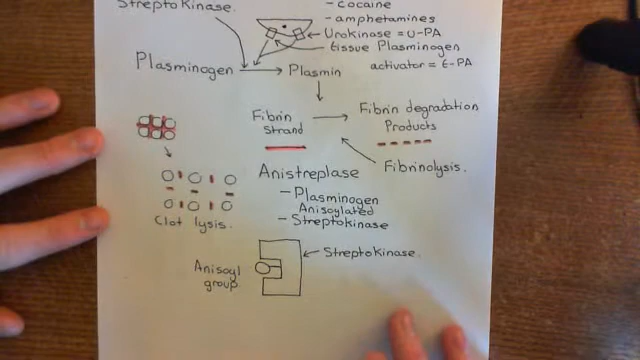 Streptokinase.
- cocaine
- amphetamines
Urokinase = U-PA
tissue Plasminogen
activator = t-PA
Plasminogen
Plasmin
Fibrin
Strand
Fibrin degradation
Products
Fibrinolysis.
Clot lysis.
Anistreplase
- Plasminogen
Anisoylated
- Streptokinase
Streptokinase.
Anisoyl
group